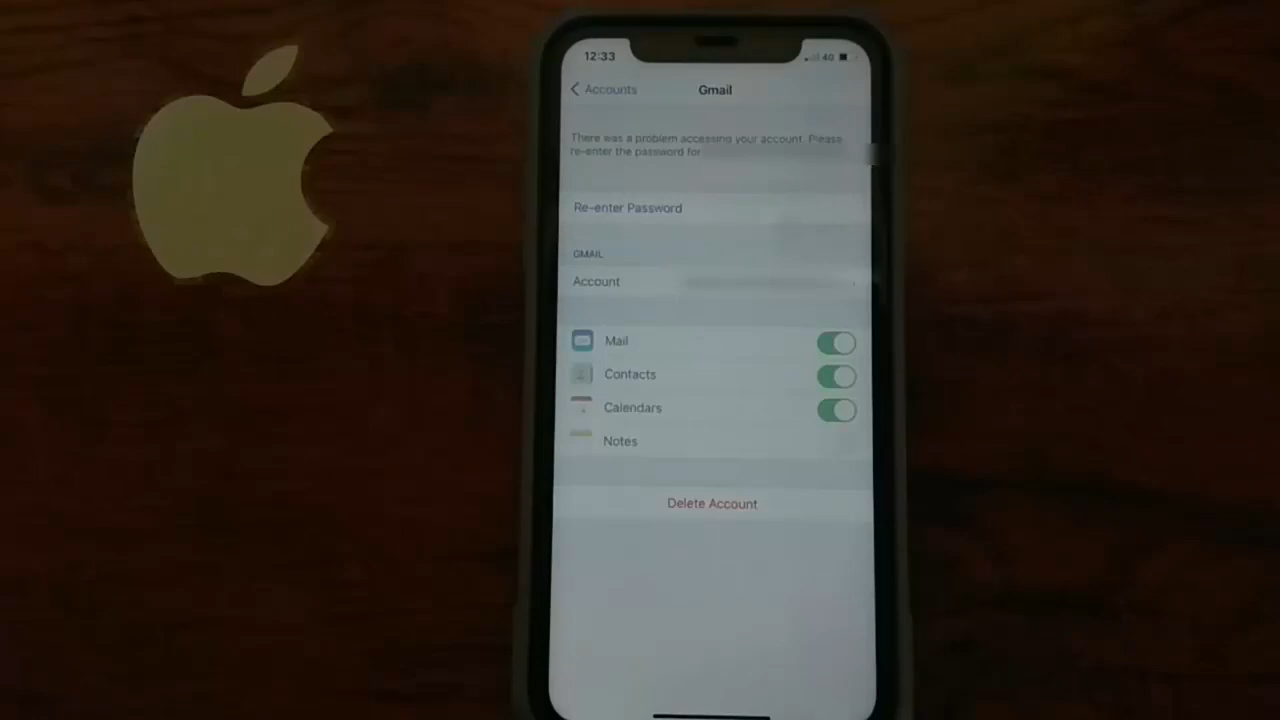 12:33
4G
Accounts
Gmail
There was a problem accessing your account. Please
re-enter the password for
Re-enter Password
GMAIL
Account
Mail
Contacts
Calendars
Notes
Delete Account